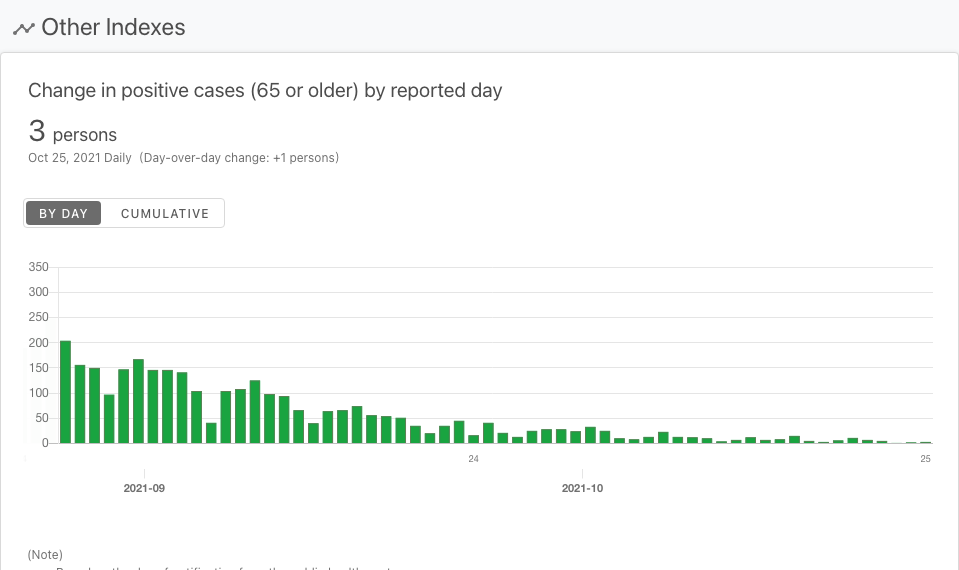 Other Indexes
Change in positive cases (65 or older) by reported day
3 persons
Oct 25, 2021 Daily (Day-over-day change: +1 persons)
BY DAY CUMULATIVE
350
300
250
200
150
100
50
0
24 25
2021-09 2021-10
(Note)